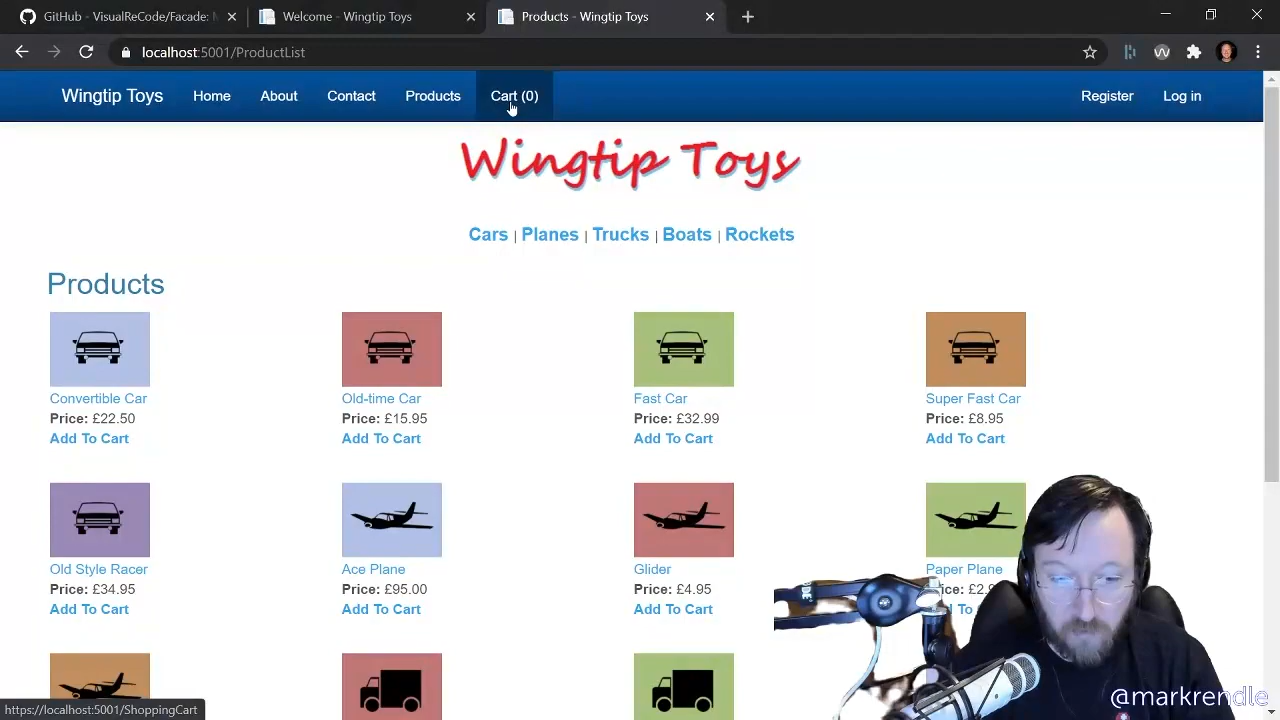 GitHub - VisualReCode/Facade: M
Welcome - Wingtip Toys
Products - Wingtip Toys
localhost:5001/ProductList
Wingtip Toys
Home
About
Contact
Products
Cart (0)
Register
Log in
Wingtip Toys
Cars | Planes | Trucks | Boats | Rockets
Products
Convertible Car
Price: £22.50
Add To Cart
Old-time Car
Price: £15.95
Add To Cart
Fast Car
Price: £32.99
Add To Cart
Super Fast Car
Price: £8.95
Add To Cart
Old Style Racer
Price: £34.95
Add To Cart
Ace Plane
Price: £95.00
Add To Cart
Glider
Price: £4.95
Add To Cart
Paper Plane
https://localhost:5001/ShoppingCart
@markrendle